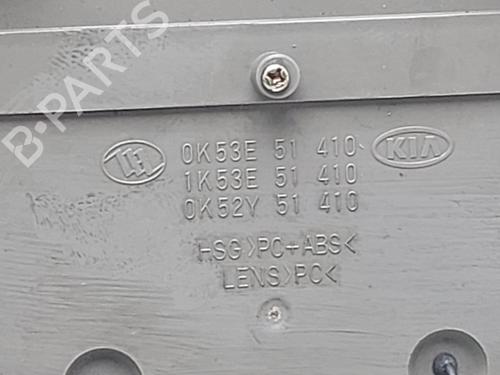 B-PARTS
0K53E 51 410
KIA
1K53E 51 410
0K52Y 51 410
HSG>PC+ABS<
LENS>PC<